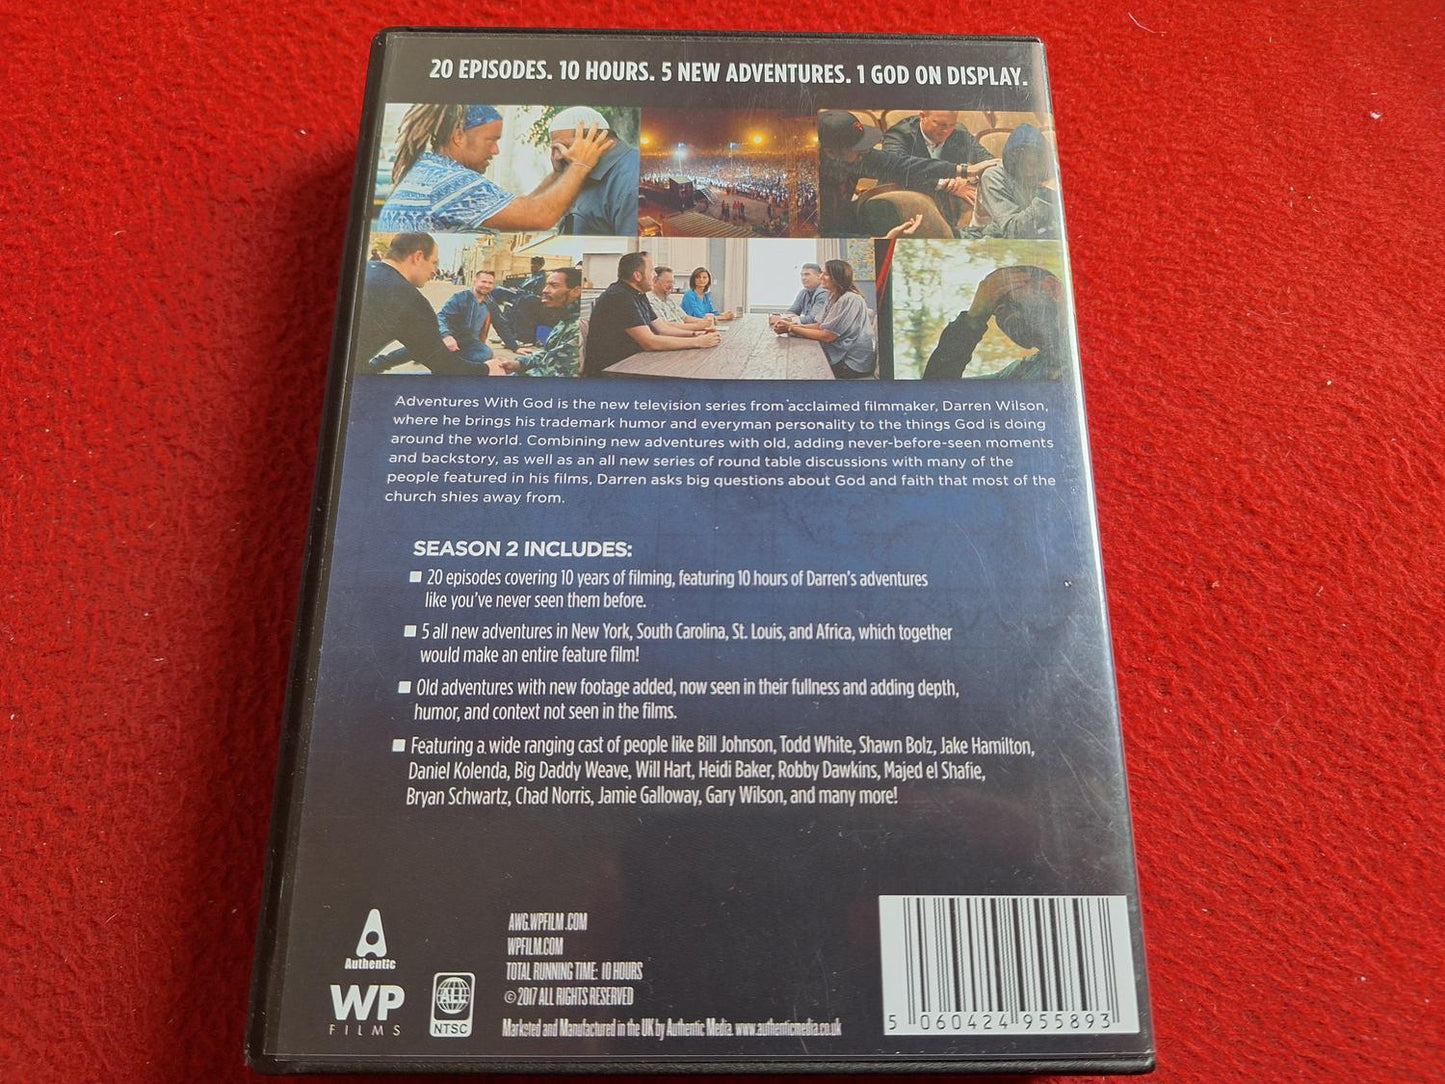 20 EPISODES. 10 HOURS. 5 NEW ADVENTURES. 1 GOD ON DISPLAY.
Adventures With God is the new television series from acclaimed filmmaker, Darren Wilson,
where he brings his trademark humor and everyman personality to the things God is doing
around the world. Combining new adventures with old, adding never-before-seen moments
and backstory, as well as an all new series of round table discussions with many of the
people featured in his films, Darren asks big questions about God and faith that most of the
church shies away from.
SEASON 2 INCLUDES:
20 episodes covering 10 years of filming, featuring 10 hours of Darren's adventures
like you've never seen them before.
5 all new adventures in New York, South Carolina, St. Louis, and Africa, which together
would make an entire feature film!
Old adventures with new footage added, now seen in their fullness and adding depth,
humor, and context not seen in the films.
Featuring a wide ranging cast of people like Bill Johnson, Todd White, Shawn Bolz, Jake Hamilton,
Daniel Kolenda, Big Daddy Weave, Will Hart, Heidi Baker, Robby Dawkins, Majed el Shafie,
Bryan Schwartz, Chad Norris, Jamie Galloway, Gary Wilson, and many more!
Authentic
WP
FILMS
ALL
NTSC
AWG.WPFILM .COM
WPFILM.COM
TOTAL RUNNING TIME: 10 HOURS
© 2017 ALL RIGHTS RESERVED
Marketed and Manufactured in the UK by Authentic Media. www.authenticmedia.co.uk
5 060424 955893